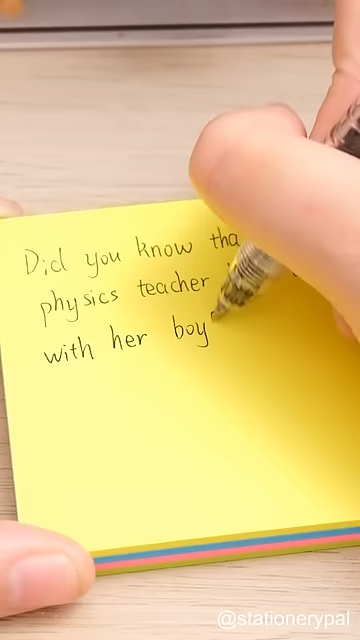 Did you know tha
physics teacher
with her boy
@stationerypal